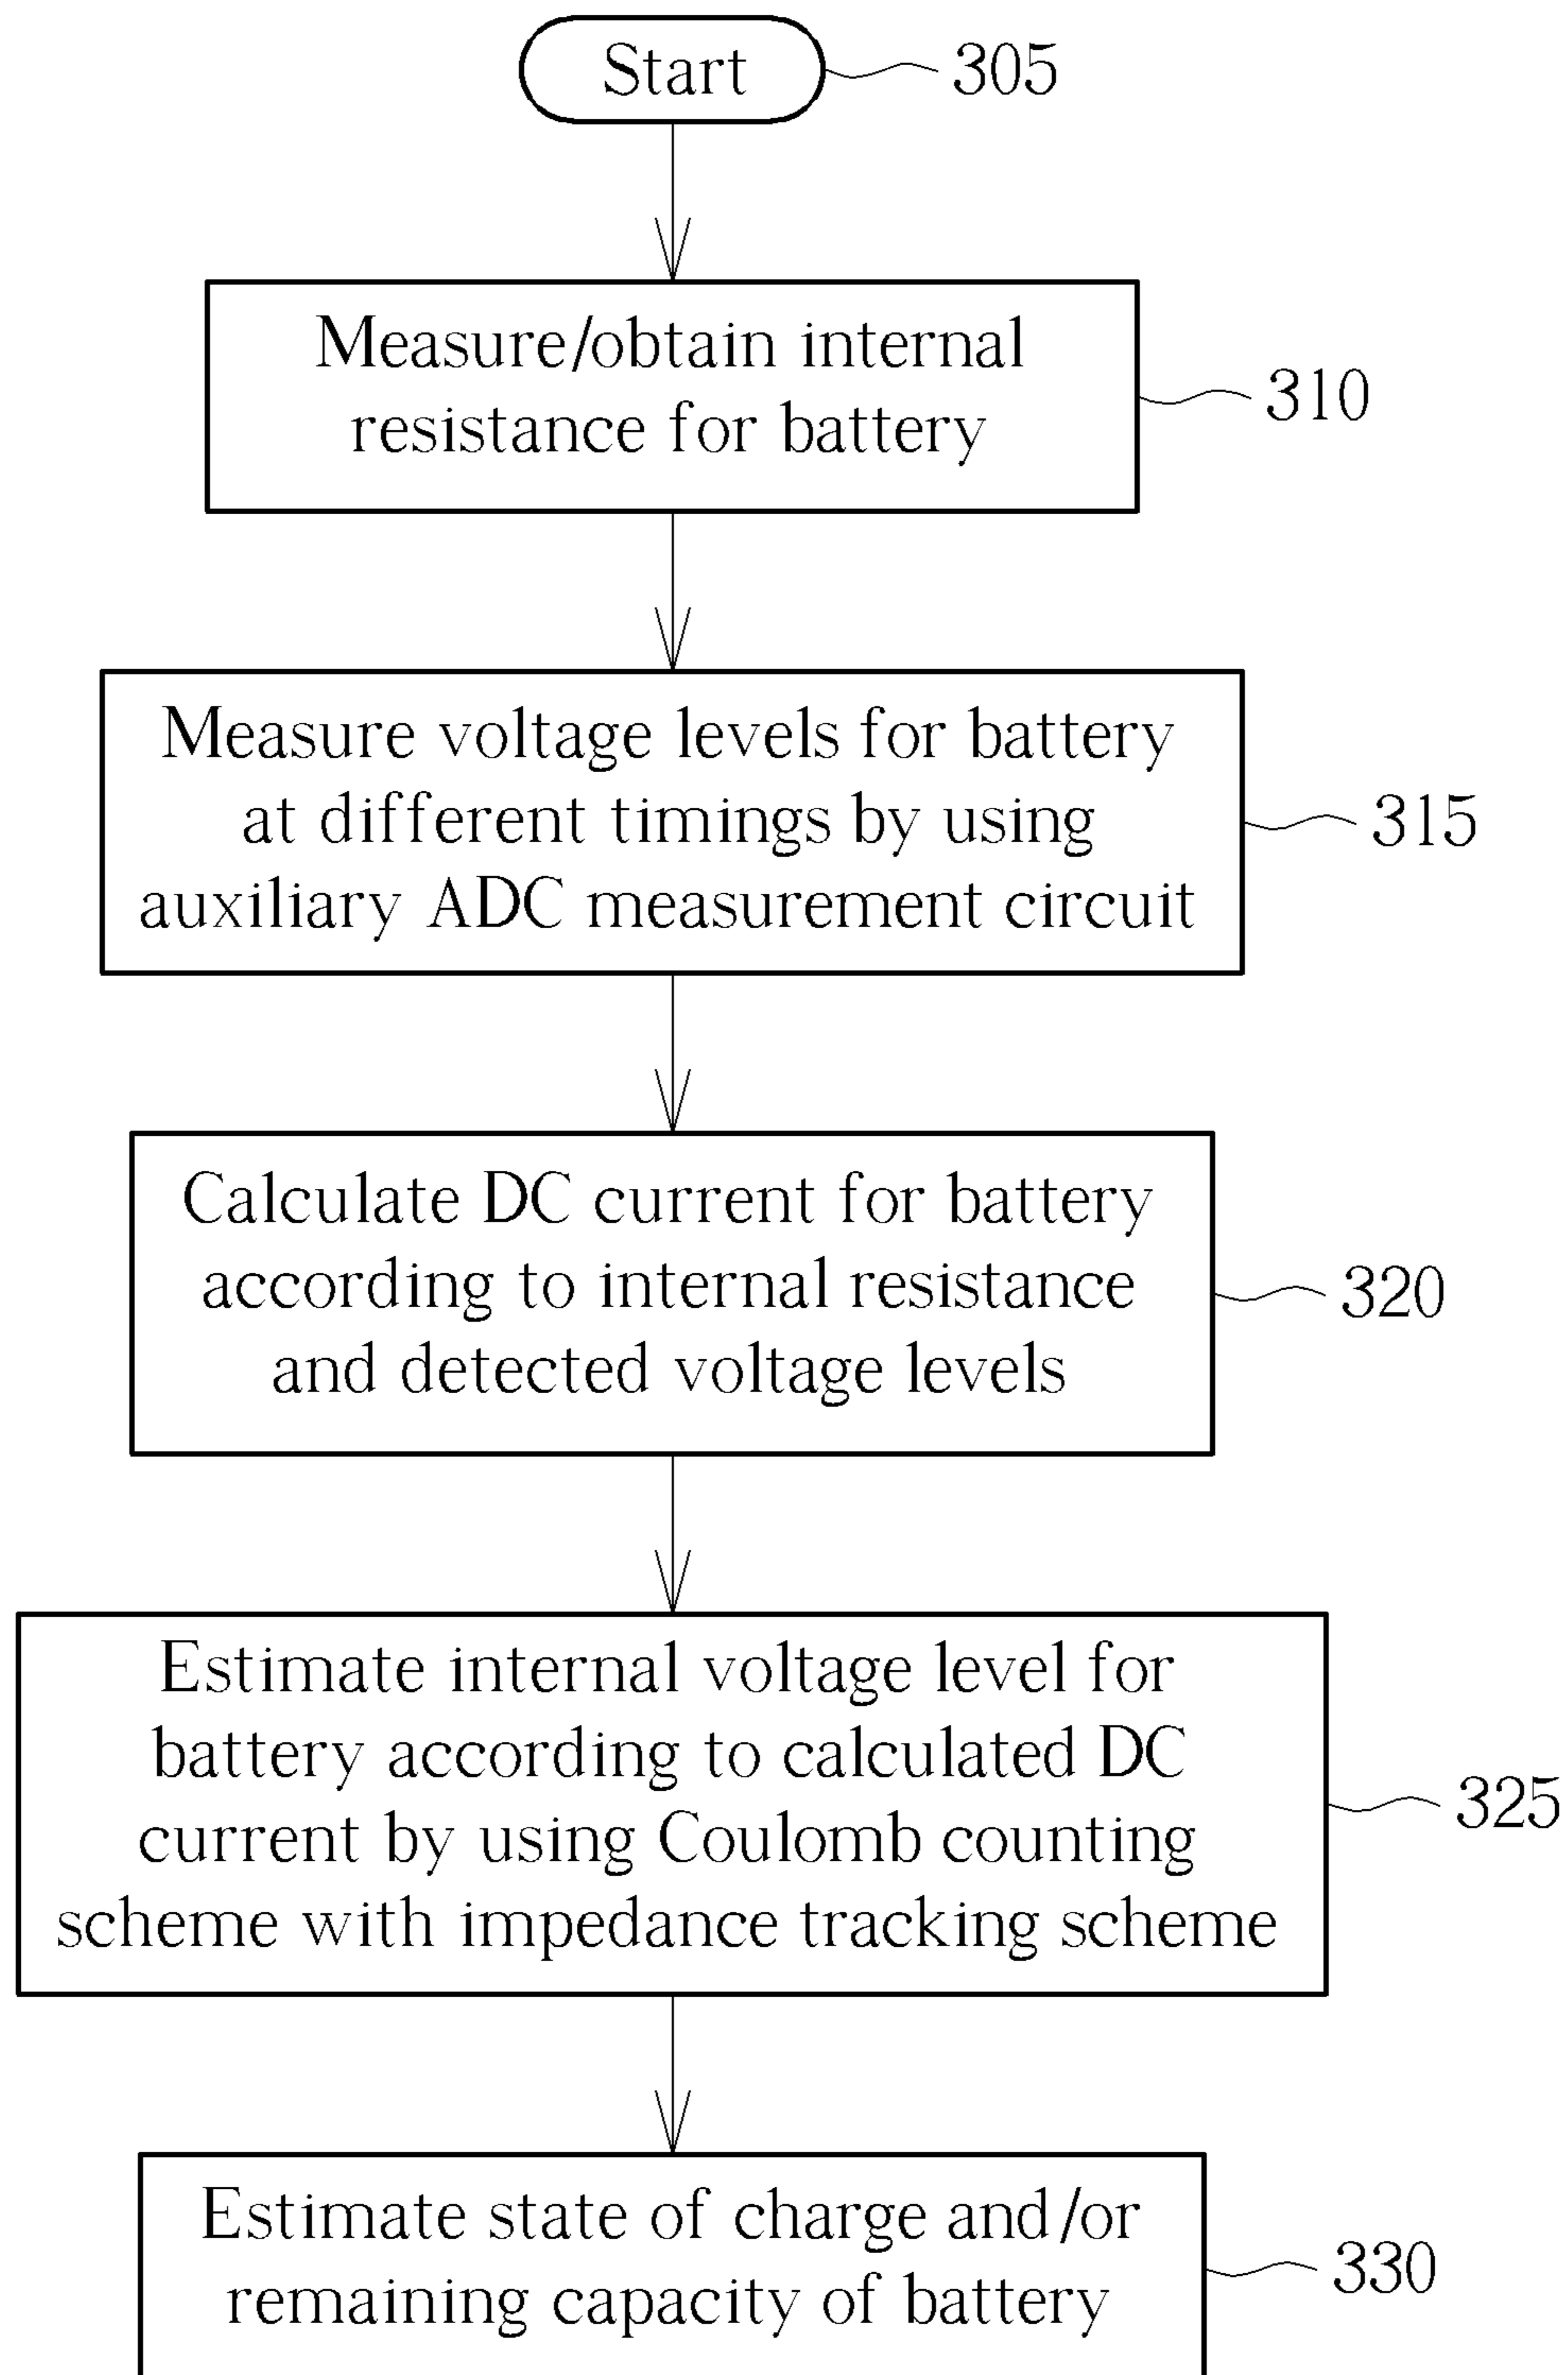 Start
305
Measure/obtain internal
resistance for battery
310
Measure voltage levels for battery
at different timings by using
auxiliary ADC measurement circuit
315
Calculate DC current for battery
according to internal resistance
and detected voltage levels
320
Estimate internal voltage level for
battery according to calculated DC
current by using Coulomb counting
scheme with impedance tracking scheme
325
Estimate state of charge and/or
remaining capacity of battery
330